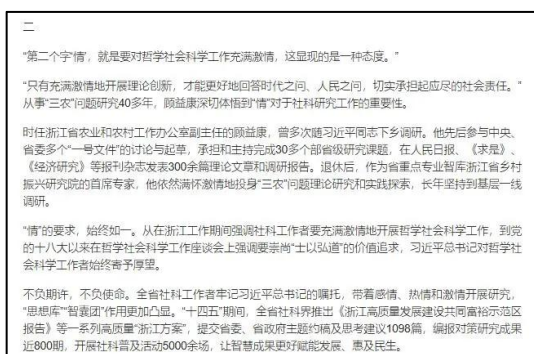 二
“第二个字‘情’，就是要对哲学社会科学工作充满激情，这显现的是一种态度。”
“只有充满激情地开展理论创新，才能更好地回答时代之问、人民之问，切实承担起应尽的社会责任。”
从事“三农”问题研究40多年，顾益康深切体悟到“情”对于社科研究工作的重要性。
时任浙江省农业和农村工作办公室副主任的顾益康，曾多次随习近平同志下乡调研。他先后参与中央、
省委多个“一号文件”的讨论与起草，承担和主持完成30多个部省级研究课题，在人民日报、《求是》、
《经济研究》等报刊杂志发表300余篇理论文章和调研报告。退休后，作为省重点专业智库浙江省乡村
振兴研究院的首席专家，他依然满怀激情地投身“三农”问题理论研究和实践探索，长年坚持到基层一线
调研。
“情”的要求，始终如一。从在浙江工作期间强调社科工作者要充满激情地开展哲学社会科学工作，到党
的十八大以来在哲学社会科学工作座谈会上强调要崇尚“士以弘道”的价值追求，习近平总书记对哲学社
会科学工作者始终寄予厚望。
不负期许，不负使命。全省社科工作者牢记习近平总书记的嘱托，带着感情、热情和激情开展研究，
“思想库”“智囊团”作用更加凸显。“十四五”期间，全省社科界推出《浙江高质量发展建设共同富裕示范区
报告》等一系列高质量“浙江方案”，提交省委、省政府主题约稿及思考建议1098篇，编报对策研究成果
近800期，开展社科普及活动5000余场，让智慧成果更好赋能发展、惠及民生。